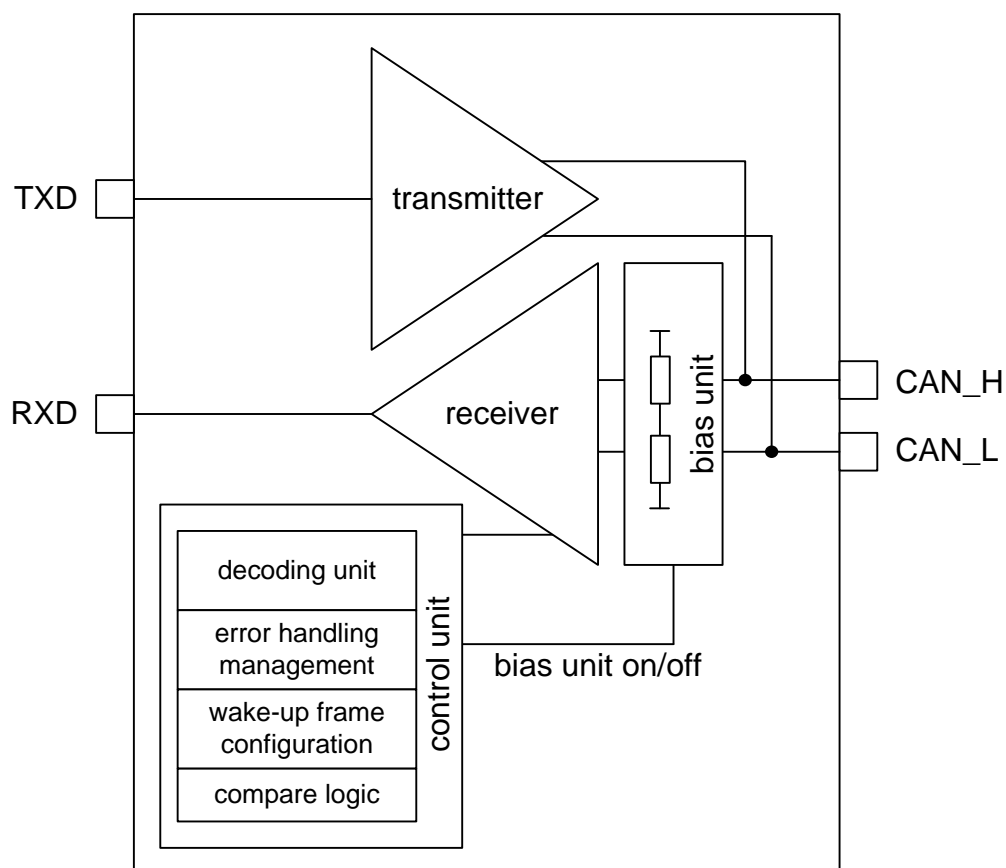 transmitter
TXD
bias unit
CAN_H
RXD
receiver
CAN_L
decoding unit
control unit
error handling
management
bias unit on/off
wake-up frame
configuration
compare logic